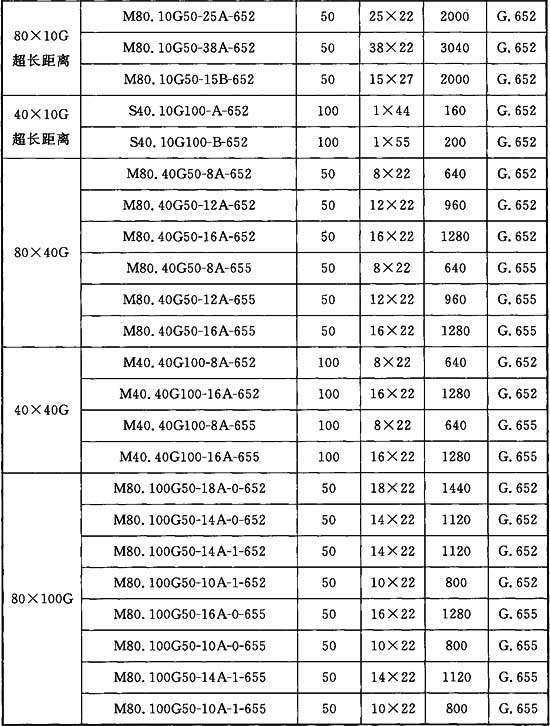 80×10G 超长距离 M80.10G50-25A-652 50 25×22 2000 G.652
M80.10G50-38A-652 50 38×22 3040 G.652
M80.10G50-15B-652 50 15×27 2000 G.652
40×10G 超长距离 S40.10G100-A-652 100 1×44 160 G.652
S40.10G100-B-652 100 1×55 200 G.652
80×40G M80.40G50-8A-652 50 8×22 640 G.652
M80.40G50-12A-652 50 12×22 960 G.652
M80.40G50-16A-652 50 16×22 1280 G.652
M80.40G50-8A-655 50 8×22 640 G.655
M80.40G50-12A-655 50 12×22 960 G.655
M80.40G50-16A-655 50 16×22 1280 G.655
40×40G M40.40G100-8A-652 100 8×22 640 G.652
M40.40G100-16A-652 100 16×22 1280 G.652
M40.40G100-8A-655 100 8×22 640 G.655
M40.40G100-16A-655 100 16×22 1280 G.655
80×100G M80.100G50-18A-0-652 50 18×22 1440 G.652
M80.100G50-14A-0-652 50 14×22 1120 G.652
M80.100G50-14A-1-652 50 14×22 1120 G.652
M80.100G50-10A-1-652 50 10×22 800 G.652
M80.100G50-16A-0-655 50 16×22 1280 G.655
M80.100G50-10A-0-655 50 10×22 800 G.655
M80.100G50-14A-1-655 50 14×22 1120 G.655
M80.100G50-10A-1-655 50 10×22 800 G.655